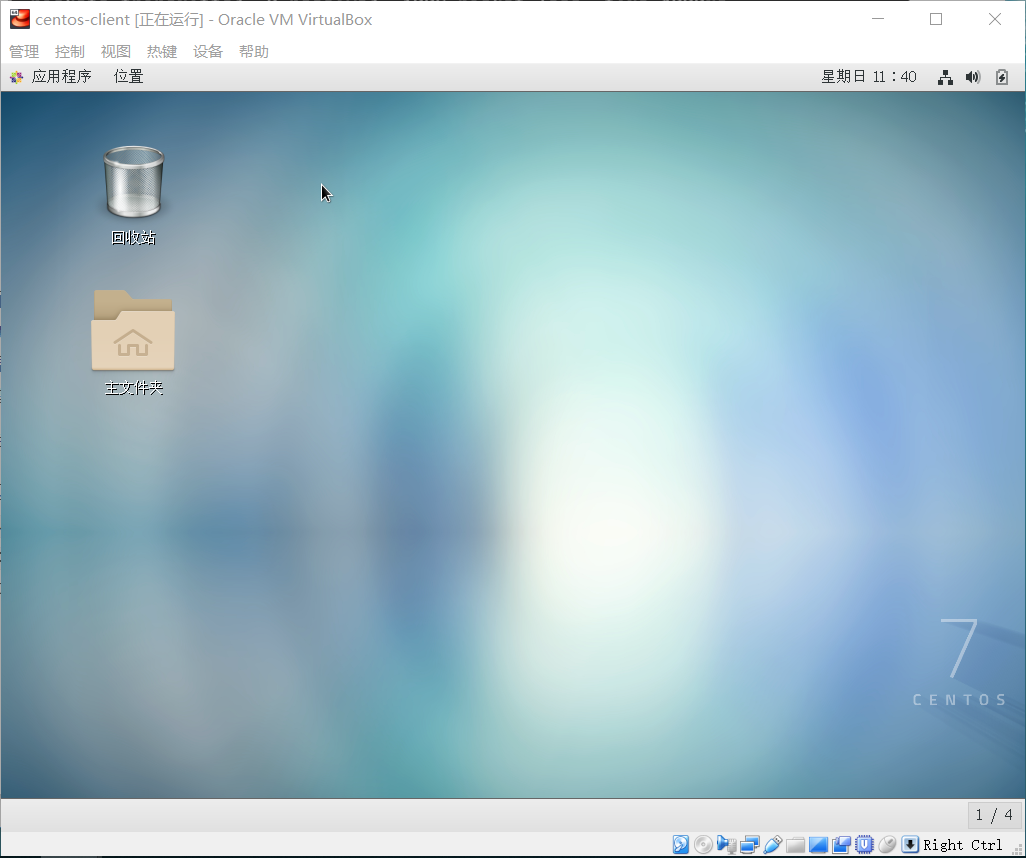 centos-client [正在运行] - Oracle VM VirtualBox
管理 控制 视图 热键 设备 帮助
应用程序 位置 星期日 11:40
回收站
主文件夹
7
CENTOS
1 / 4
Right Ctrl